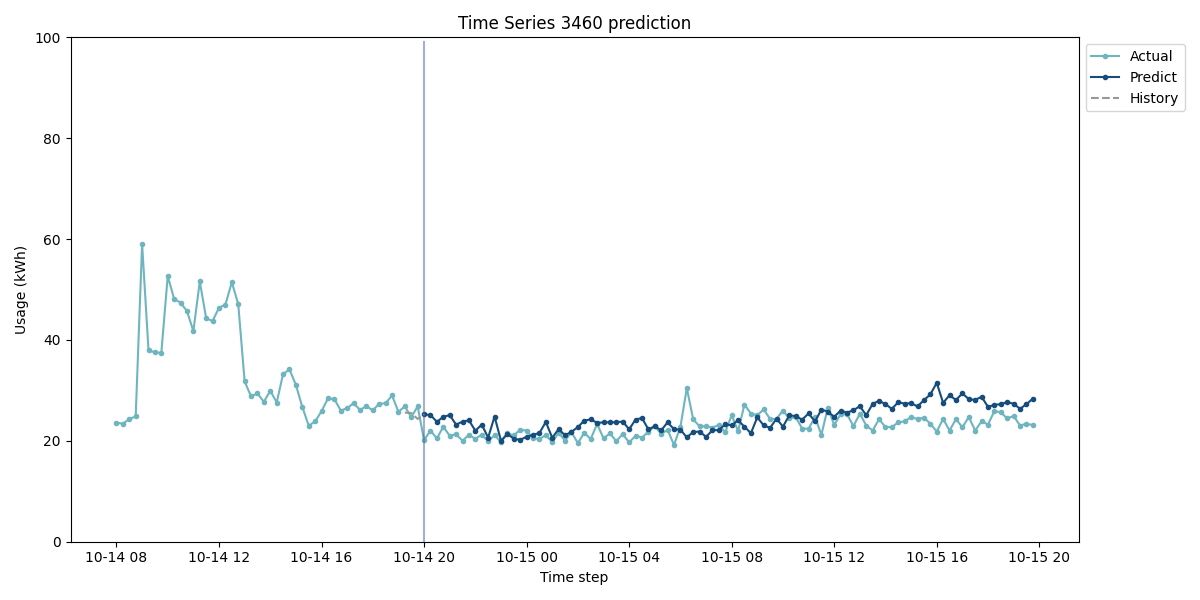 Time Series 3460 prediction
100
80
60
40
20
0
Usage (kWh)
10-14 08
10-14 12
10-14 16
10-14 20
10-15 00
10-15 04
10-15 08
10-15 12
10-15 16
10-15 20
Time step
Actual
Predict
History